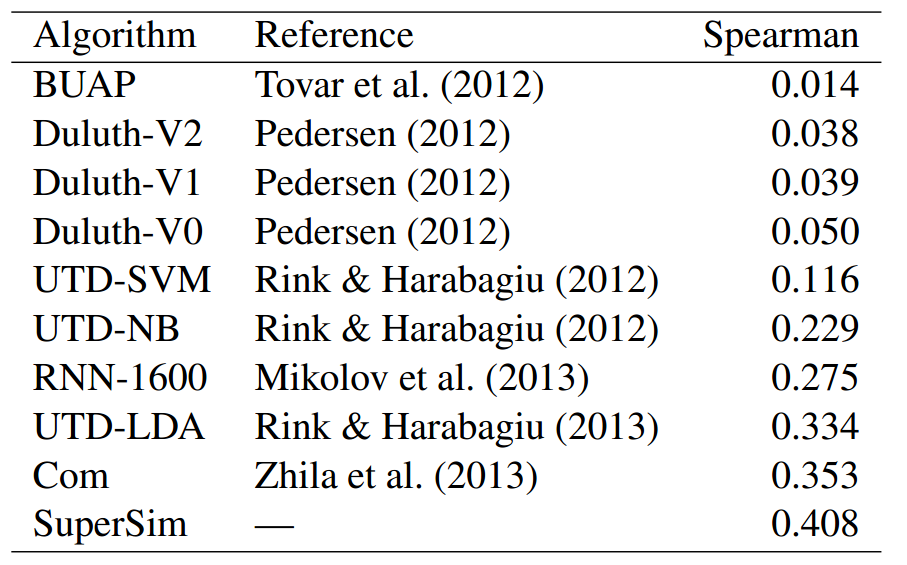 Algorithm Reference Spearman
BUAP Tovar et al. (2012) 0.014
Duluth-V2 Pedersen (2012) 0.038
Duluth-V1 Pedersen (2012) 0.039
Duluth-V0 Pedersen (2012) 0.050
UTD-SVM Rink & Harabagiu (2012) 0.116
UTD-NB Rink & Harabagiu (2012) 0.229
RNN-1600 Mikolov et al. (2013) 0.275
UTD-LDA Rink & Harabagiu (2013) 0.334
Com Zhila et al. (2013) 0.353
SuperSim — 0.408